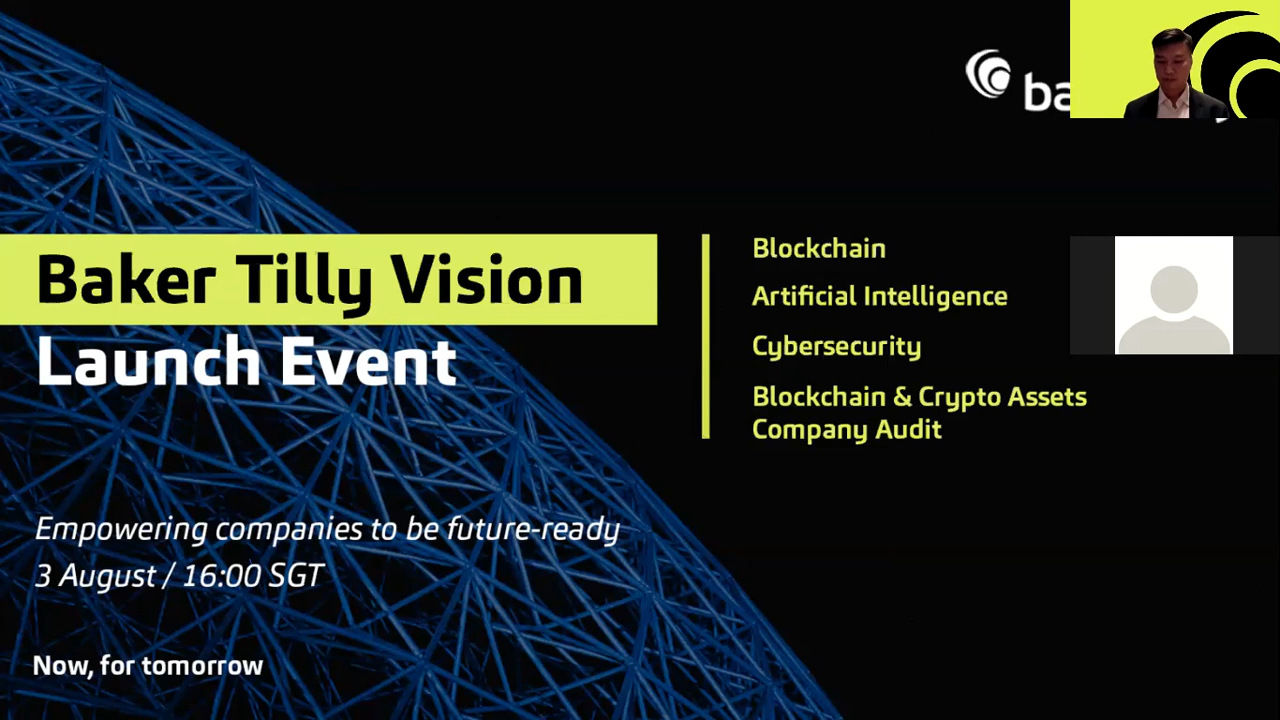 Baker Tilly Vision
Launch Event
Blockchain
Artificial Intelligence
Cybersecurity
Blockchain & Crypto Assets
Company Audit
Empowering companies to be future-ready
3 August / 16:00 SGT
Now, for tomorrow